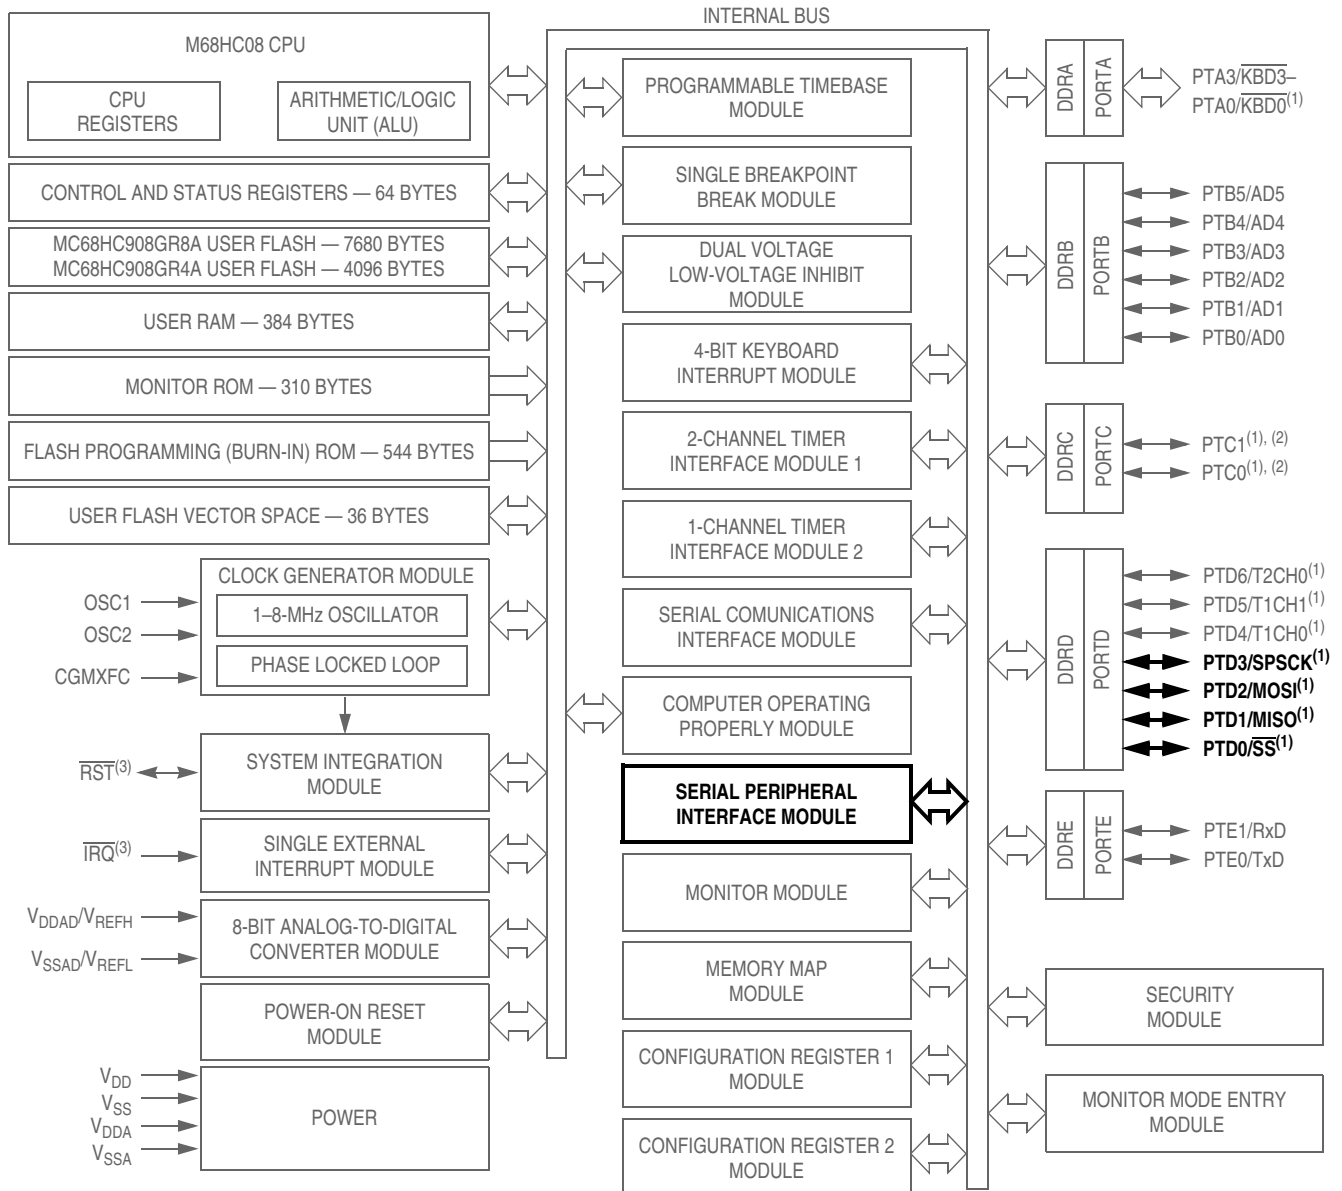 INTERNAL BUS
M68HC08 CPU
CPU
REGISTERS
ARITHMETIC/LOGIC
UNIT (ALU)
CONTROL AND STATUS REGISTERS — 64 BYTES
MC68HC908GR8A USER FLASH — 7680 BYTES
MC68HC908GR4A USER FLASH — 4096 BYTES
USER RAM — 384 BYTES
MONITOR ROM — 310 BYTES
FLASH PROGRAMMING (BURN-IN) ROM — 544 BYTES
USER FLASH VECTOR SPACE — 36 BYTES
CLOCK GENERATOR MODULE
1–8-MHz OSCILLATOR
PHASE LOCKED LOOP
OSC1
OSC2
CGMXFC
SYSTEM INTEGRATION
MODULE
RST(3)
SINGLE EXTERNAL
INTERRUPT MODULE
IRQ(3)
8-BIT ANALOG-TO-DIGITAL
CONVERTER MODULE
VDDAD/VREFH
VSSAD/VREFL
POWER-ON RESET
MODULE
POWER
VDD
VSS
VDDA
VSSA
PROGRAMMABLE TIMEBASE
MODULE
SINGLE BREAKPOINT
BREAK MODULE
DUAL VOLTAGE
LOW-VOLTAGE INHIBIT
MODULE
4-BIT KEYBOARD
INTERRUPT MODULE
2-CHANNEL TIMER
INTERFACE MODULE 1
1-CHANNEL TIMER
INTERFACE MODULE 2
SERIAL COMUNICATIONS
INTERFACE MODULE
COMPUTER OPERATING
PROPERLY MODULE
SERIAL PERIPHERAL
INTERFACE MODULE
MONITOR MODULE
MEMORY MAP
MODULE
CONFIGURATION REGISTER 1
MODULE
CONFIGURATION REGISTER 2
MODULE
DDRA
PORTA
PTA3/KBD3–
PTA0/KBD0(1)
DDRB
PORTB
PTB5/AD5
PTB4/AD4
PTB3/AD3
PTB2/AD2
PTB1/AD1
PTB0/AD0
DDRC
PORTC
PTC1(1), (2)
PTC0(1), (2)
DDRD
PORTD
PTD6/T2CH0(1)
PTD5/T1CH1(1)
PTD4/T1CH0(1)
PTD3/SPSCK(1)
PTD2/MOSI(1)
PTD1/MISO(1)
PTD0/SS(1)
DDRE
PORTE
PTE1/RxD
PTE0/TxD
SECURITY
MODULE
MONITOR MODE ENTRY
MODULE